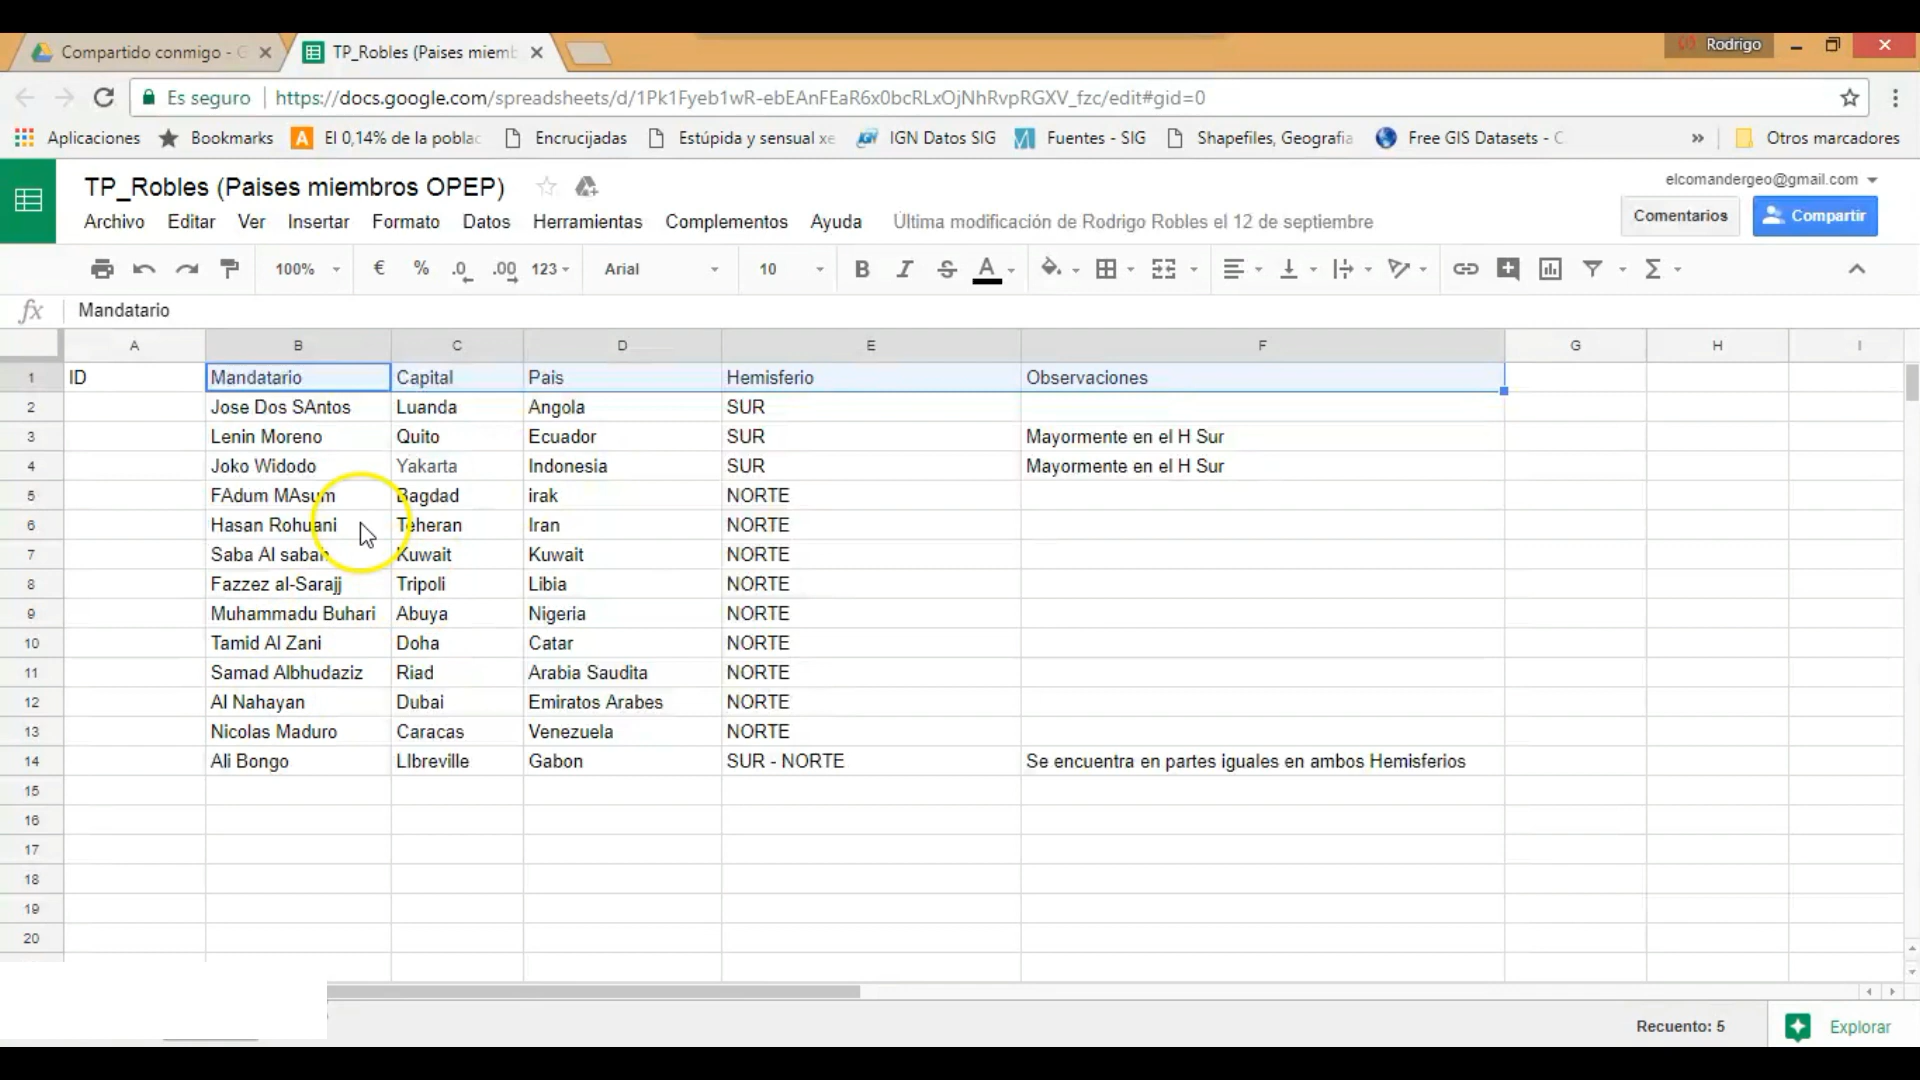 Compartido conmigo - G
TP_Robles (Paises miemb
Rodrigo
Es seguro
https://docs.google.com/spreadsheets/d/1Pk1Fyeb1wR-ebEAnFEaR6x0bcRLxOjNhRvpRGXV_fzc/edit#gid=0
Aplicaciones Bookmarks El 0,14% de la poblac Encrucijadas Estúpida y sensual xe IGN Datos SIG Fuentes - SIG Shapefiles, Geografia Free GIS Datasets - C » Otros marcadores
TP_Robles (Paises miembros OPEP)
elcomandergeo@gmail.com
Archivo Editar Ver Insertar Formato Datos Herramientas Complementos Ayuda Última modificación de Rodrigo Robles el 12 de septiembre
Comentarios Compartir
100% € % .0 .00 123 Arial 10 B I S A Σ
fx Mandatario
A B C D E F G H I
1 ID Mandatario Capital Pais Hemisferio Observaciones
2 Jose Dos SAntos Luanda Angola SUR
3 Lenin Moreno Quito Ecuador SUR Mayormente en el H Sur
4 Joko Widodo Yakarta Indonesia SUR Mayormente en el H Sur
5 FAdum MAsum Bagdad irak NORTE
6 Hasan Rohuani Teheran Iran NORTE
7 Saba Al sabah Kuwait Kuwait NORTE
8 Fazzez al-Sarajj Tripoli Libia NORTE
9 Muhammadu Buhari Abuya Nigeria NORTE
10 Tamid Al Zani Doha Catar NORTE
11 Samad Albhudaziz Riad Arabia Saudita NORTE
12 Al Nahayan Dubai Emiratos Arabes NORTE
13 Nicolas Maduro Caracas Venezuela NORTE
14 Ali Bongo LIbreville Gabon SUR - NORTE Se encuentra en partes iguales en ambos Hemisferios
15
16
17
18
19
20
Recuento: 5 Explorar